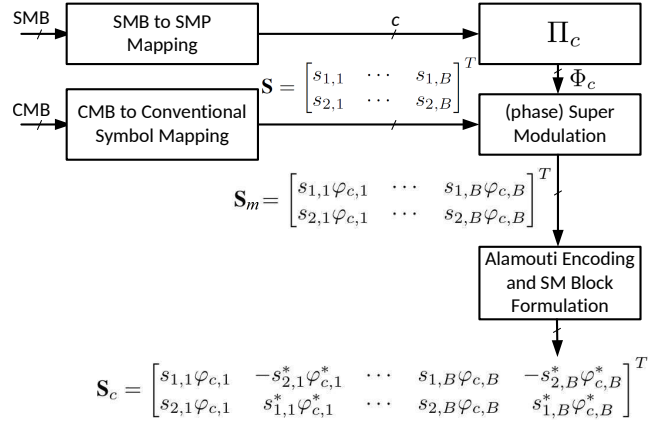 SMB
SMB to SMP
Mapping
c
Π_c
Φ_c
S = [s_{1,1} ⋯ s_{1,B}
s_{2,1} ⋯ s_{2,B}]^T
CMB
CMB to Conventional
Symbol Mapping
(phase) Super
Modulation
S_m = [s_{1,1}φ_{c,1} ⋯ s_{1,B}φ_{c,B}
s_{2,1}φ_{c,1} ⋯ s_{2,B}φ_{c,B}]^T
Alamouti Encoding
and SM Block
Formulation
S_c = [s_{1,1}φ_{c,1} −s^*_{2,1}φ^*_{c,1} ⋯ s_{1,B}φ_{c,B} −s^*_{2,B}φ^*_{c,B}
s_{2,1}φ_{c,1} s^*_{1,1}φ^*_{c,1} ⋯ s_{2,B}φ_{c,B} s^*_{1,B}φ^*_{c,B}]^T